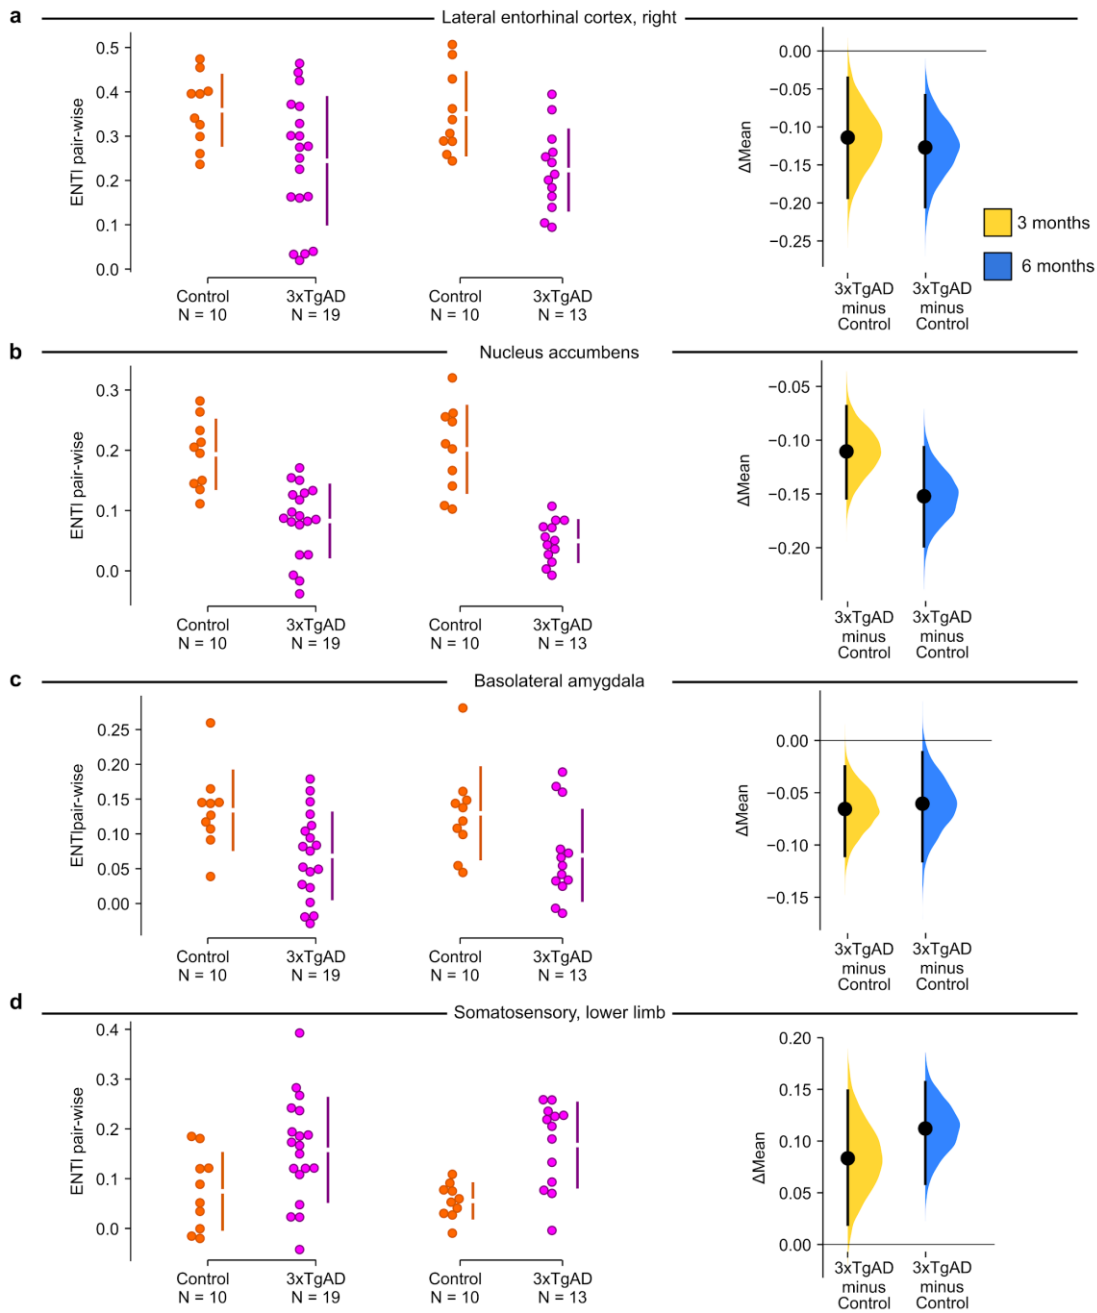 a
Lateral entorhinal cortex, right
ENTI pair-wise
0.5
0.4
0.3
0.2
0.1
0.0
Control
N = 10
3xTgAD
N = 19
Control
N = 10
3xTgAD
N = 13
ΔMean
0.00
−0.05
−0.10
−0.15
−0.20
−0.25
3xTgAD
minus
Control
3xTgAD
minus
Control
3 months
6 months
b
Nucleus accumbens
ENTI pair-wise
0.3
0.2
0.1
0.0
Control
N = 10
3xTgAD
N = 19
Control
N = 10
3xTgAD
N = 13
ΔMean
−0.05
−0.10
−0.15
−0.20
3xTgAD
minus
Control
3xTgAD
minus
Control
c
Basolateral amygdala
ENTIpair-wise
0.25
0.20
0.15
0.10
0.05
0.00
Control
N = 10
3xTgAD
N = 19
Control
N = 10
3xTgAD
N = 13
ΔMean
0.00
−0.05
−0.10
−0.15
3xTgAD
minus
Control
3xTgAD
minus
Control
d
Somatosensory, lower limb
ENTI pair-wise
0.4
0.3
0.2
0.1
0.0
Control
N = 10
3xTgAD
N = 19
Control
N = 10
3xTgAD
N = 13
ΔMean
0.20
0.15
0.10
0.05
0.00
3xTgAD
minus
Control
3xTgAD
minus
Control